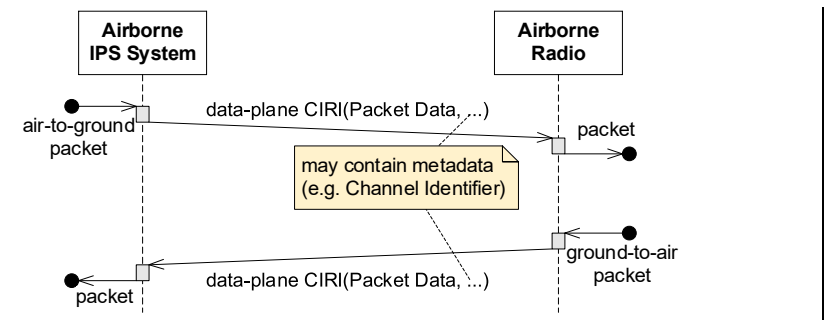 Airborne
IPS System
Airborne
Radio
data-plane CIRI(Packet Data, ...)
air-to-ground
packet
packet
may contain metadata
(e.g. Channel Identifier)
ground-to-air
packet
data-plane CIRI(Packet Data, ...)
packet